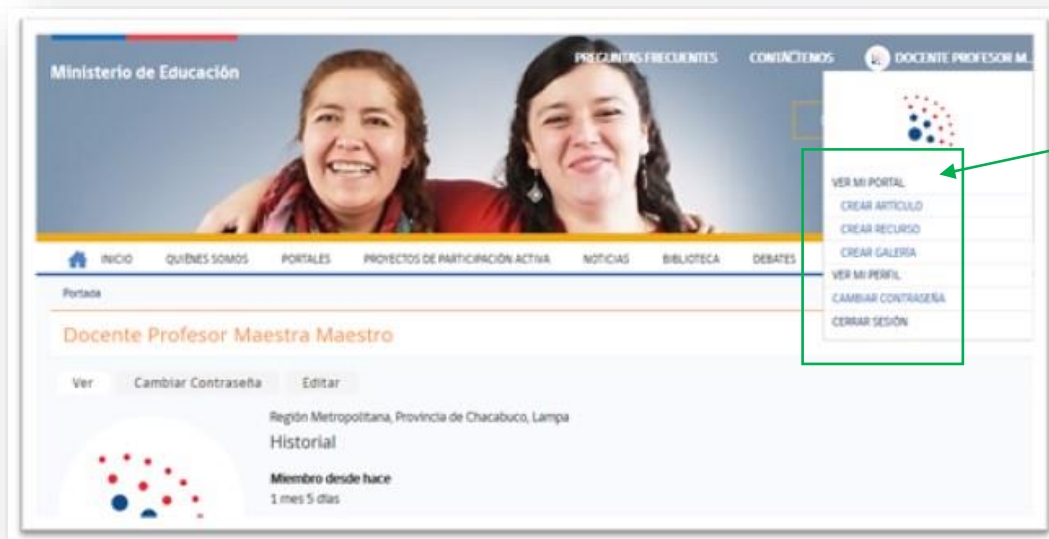 Ministerio de Educación
PREGUNTAS FRECUENTES
CONTÁCTENOS
DOCENTE PROFESOR M...
VER MI PORTAL
CREAR ARTÍCULO
CREAR RECURSO
CREAR GALERÍA
VER MI PERFIL
CAMBIAR CONTRASEÑA
CERRAR SESIÓN
INICIO QUIÉNES SOMOS PORTALES PROYECTOS DE PARTICIPACIÓN ACTIVA NOTICIAS BIBLIOTECA DEBATES
Portada
Docente Profesor Maestra Maestro
Ver Cambiar Contraseña Editar
Región Metropolitana, Provincia de Chacabuco, Lampa
Historial
Miembro desde hace
1 mes 5 días